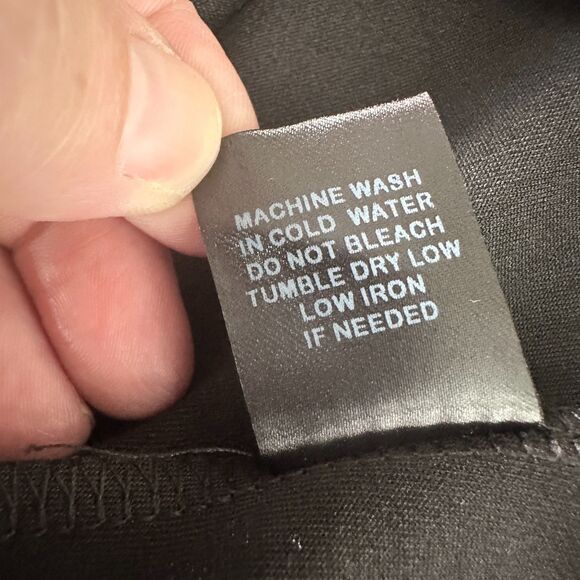 MACHINE WASH
IN COLD WATER
DO NOT BLEACH
TUMBLE DRY LOW
LOW IRON
IF NEEDED